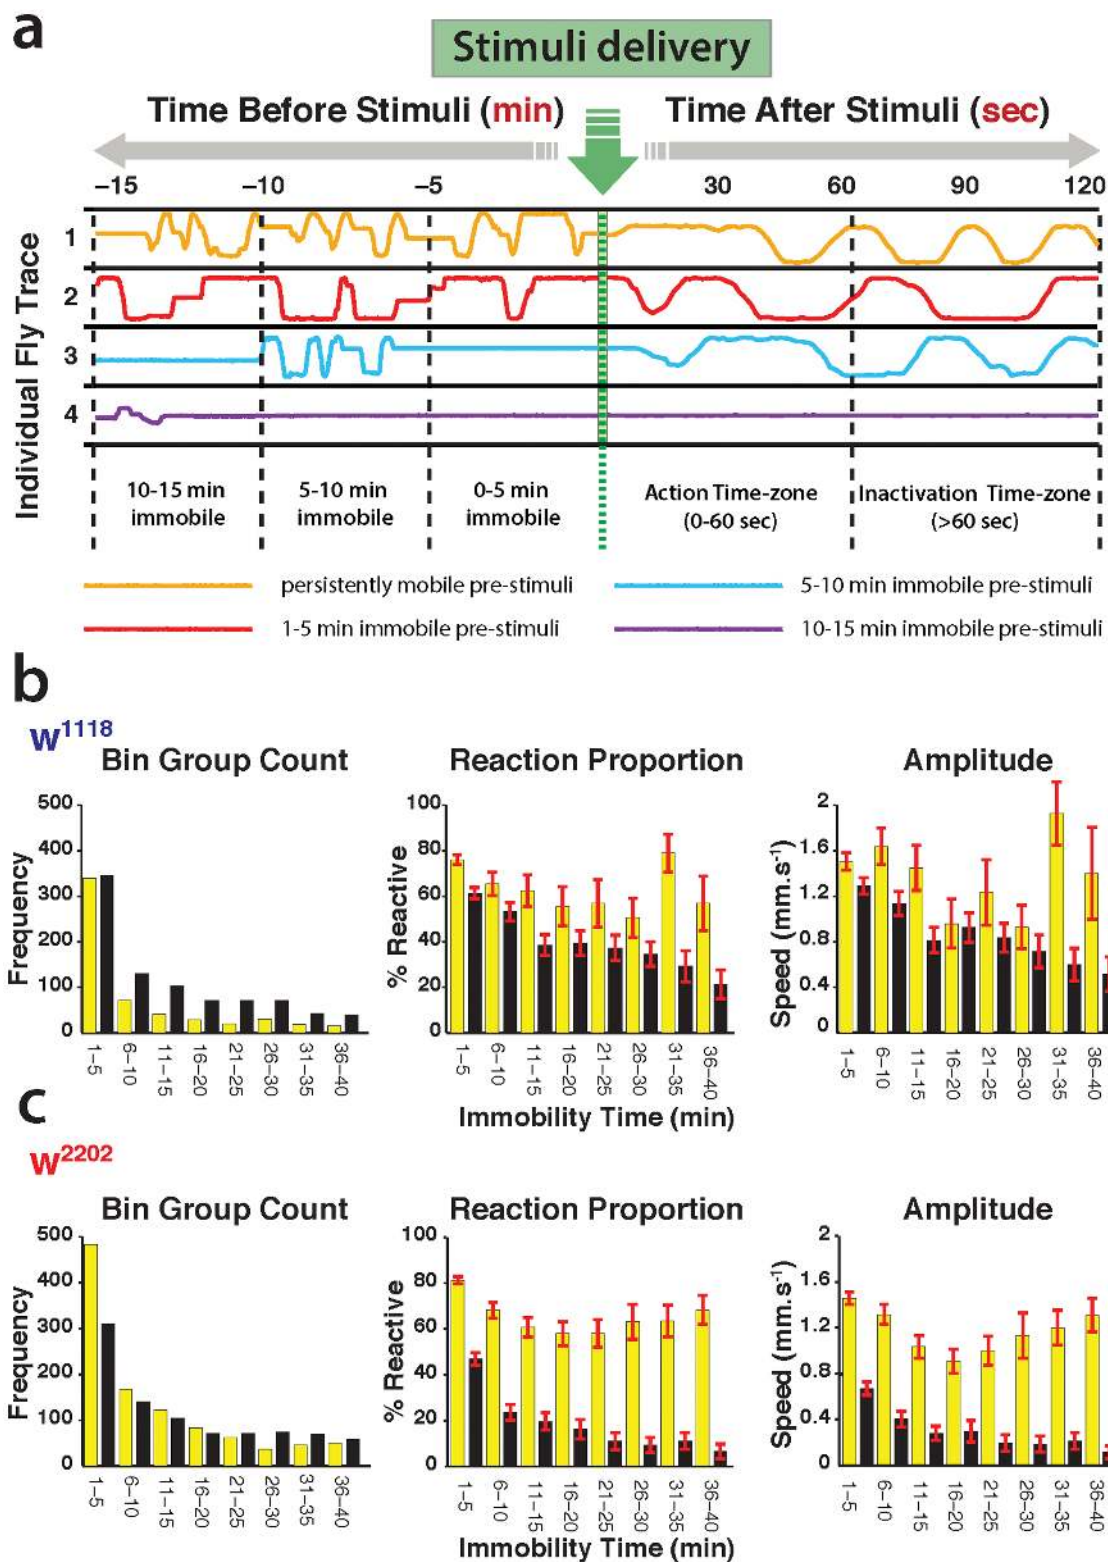 a
Stimuli delivery
Time Before Stimuli (min)
Time After Stimuli (sec)
−15 −10 −5 30 60 90 120
Individual Fly Trace
1
2
3
4
10-15 min
immobile
5-10 min
immobile
0-5 min
immobile
Action Time-zone
(0-60 sec)
Inactivation Time-zone
(>60 sec)
persistently mobile pre-stimuli
5-10 min immobile pre-stimuli
1-5 min immobile pre-stimuli
10-15 min immobile pre-stimuli
b
w1118
Bin Group Count
Frequency
500
400
300
200
100
0
1−5
6−10
11−15
16−20
21−25
26−30
31−35
36−40
Reaction Proportion
% Reactive
100
80
60
40
20
0
1−5
6−10
11−15
16−20
21−25
26−30
31−35
36−40
Immobility Time (min)
Amplitude
Speed (mm.s-1)
2
1.6
1.2
0.8
0.4
0
1−5
6−10
11−15
16−20
21−25
26−30
31−35
36−40
c
w2202
Bin Group Count
Frequency
500
400
300
200
100
0
1−5
6−10
11−15
16−20
21−25
26−30
31−35
36−40
Reaction Proportion
% Reactive
100
80
60
40
20
0
1−5
6−10
11−15
16−20
21−25
26−30
31−35
36−40
Immobility Time (min)
Amplitude
Speed (mm.s-1)
2
1.6
1.2
0.8
0.4
0
1−5
6−10
11−15
16−20
21−25
26−30
31−35
36−40